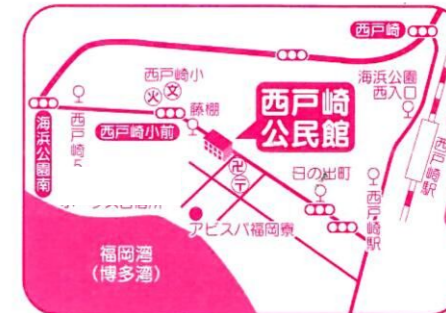 西戸崎
西戸崎小
文
火
海浜公園
西入口
藤棚
西戸崎
公民館
西戸崎小前
海浜公園南
西戸崎5
卍
〒
日の出町
西戸崎駅
西戸崎駅
アビスパ福岡寮
福岡湾
(博多湾)